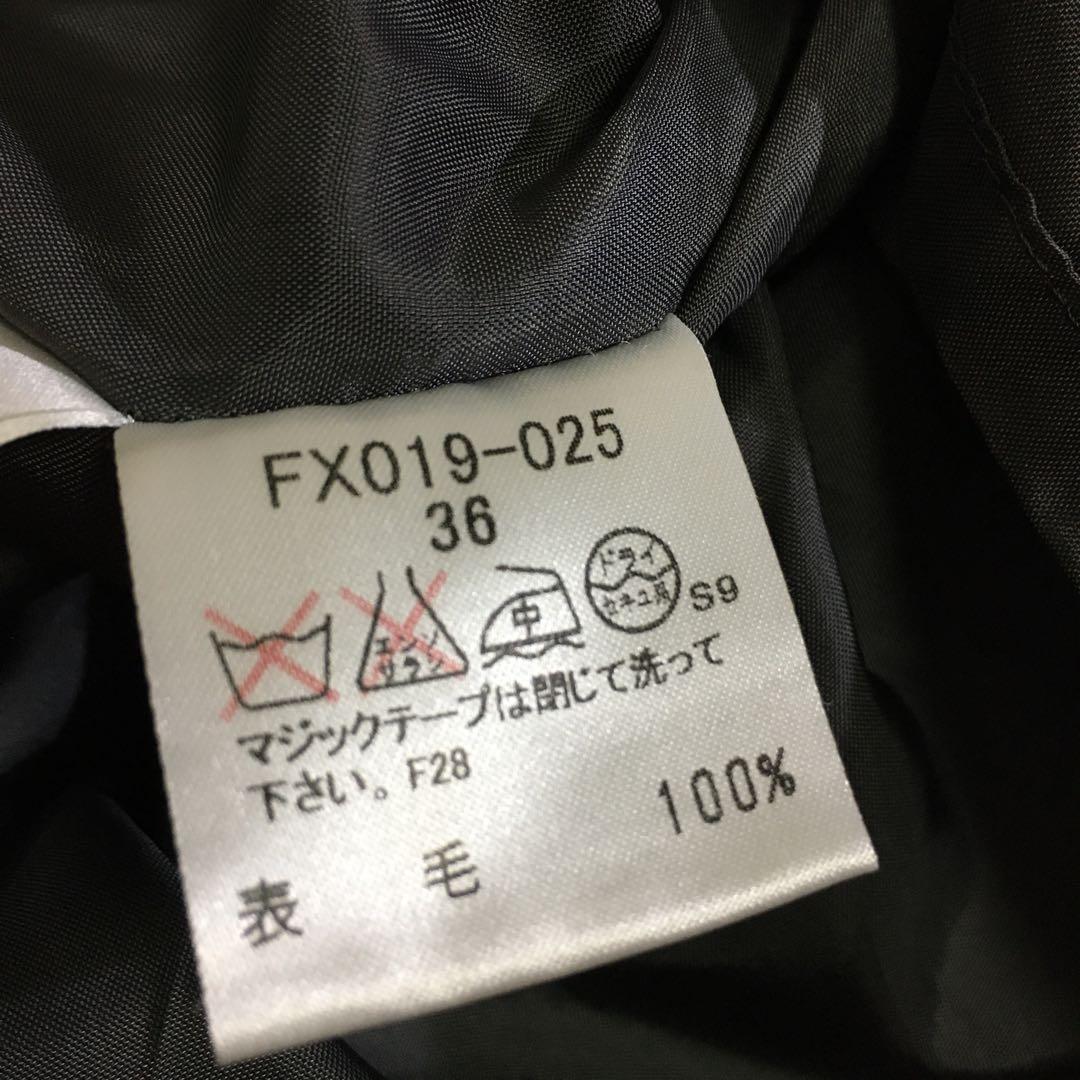 FX019-025
36
エンソ
サラシ
中
ドライ
セキユ系
S9
マジックテープは閉じて洗って
下さい。F28
表 毛 100%